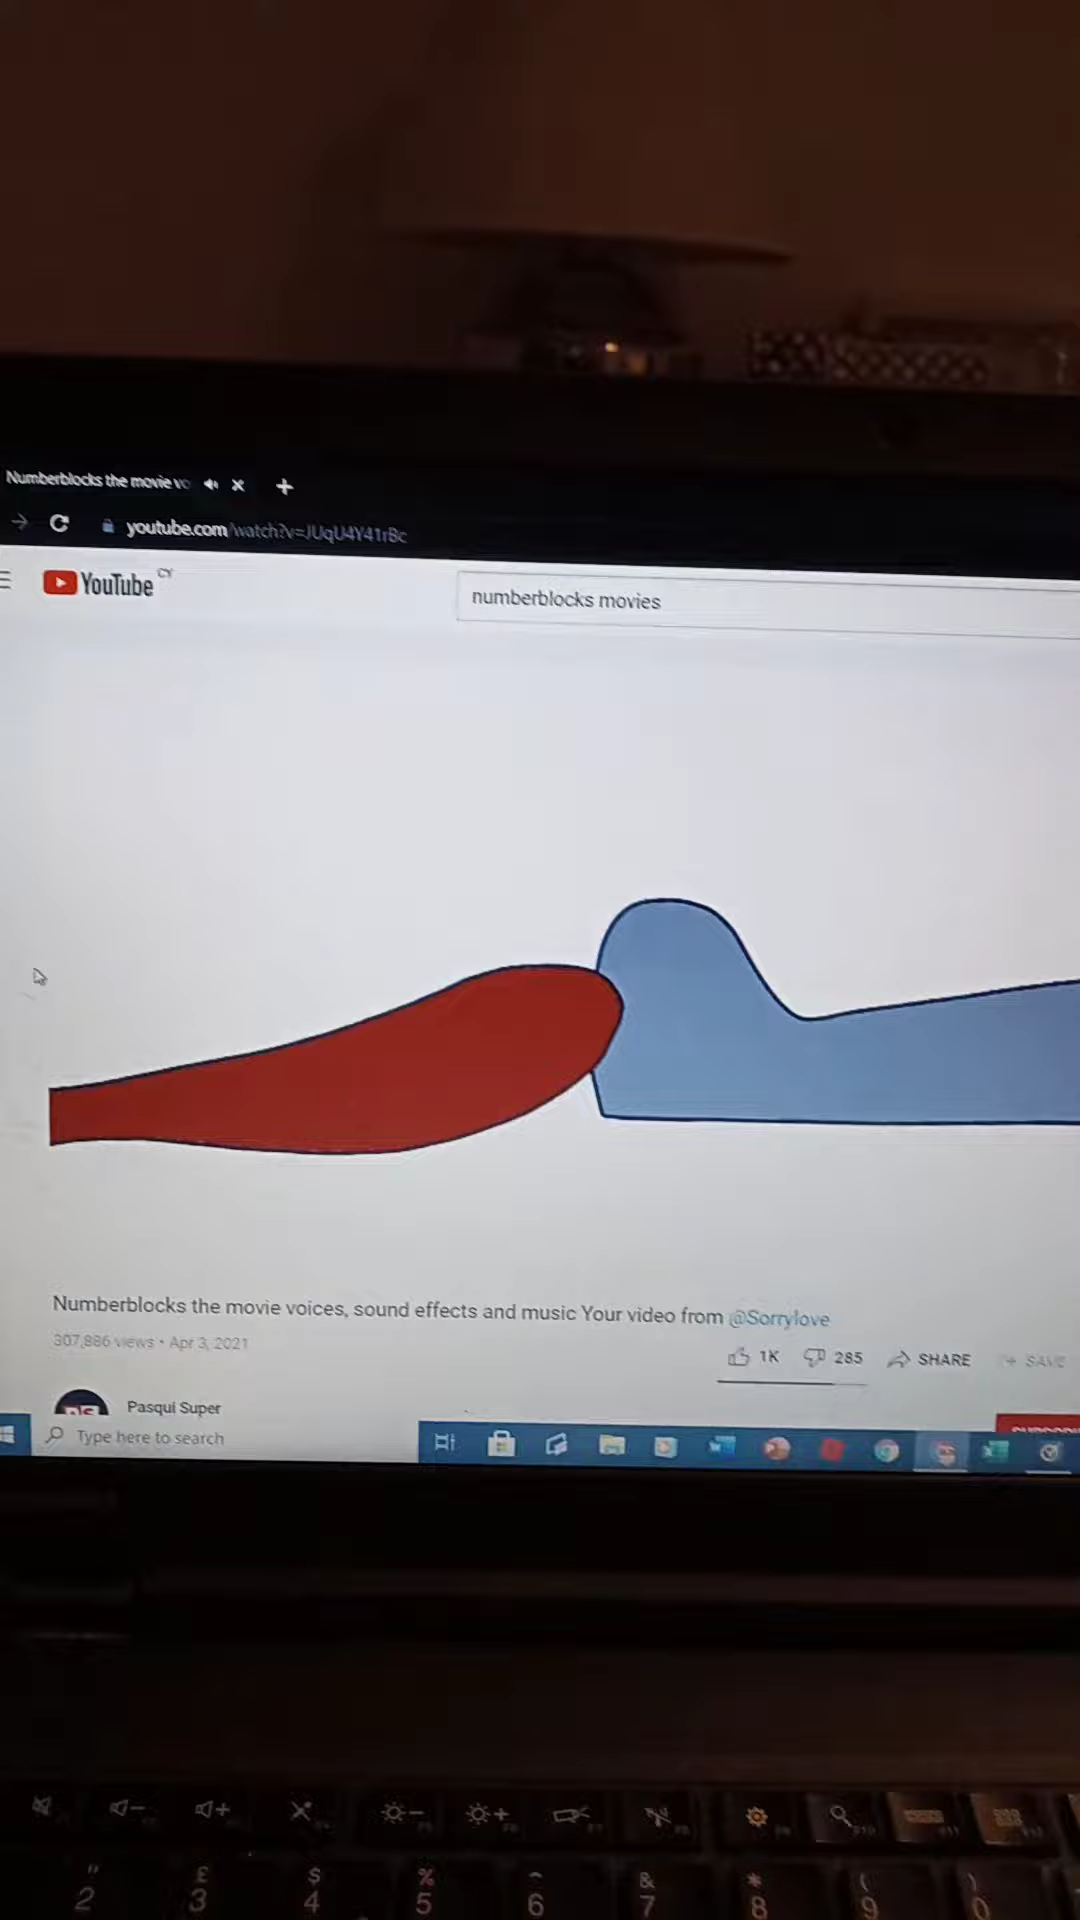 Numberblocks the movie vo
youtube.com/watch?v=JUqU4Y41rBc
YouTube CY
numberblocks movies
Numberblocks the movie voices, sound effects and music Your video from @Sorrylove
307,886 views • Apr 3, 2021
1K 285 SHARE SAVE
Pasqui Super
Type here to search
" £ $ % & * ( )
2 3 4 5 6 7 8 9 0